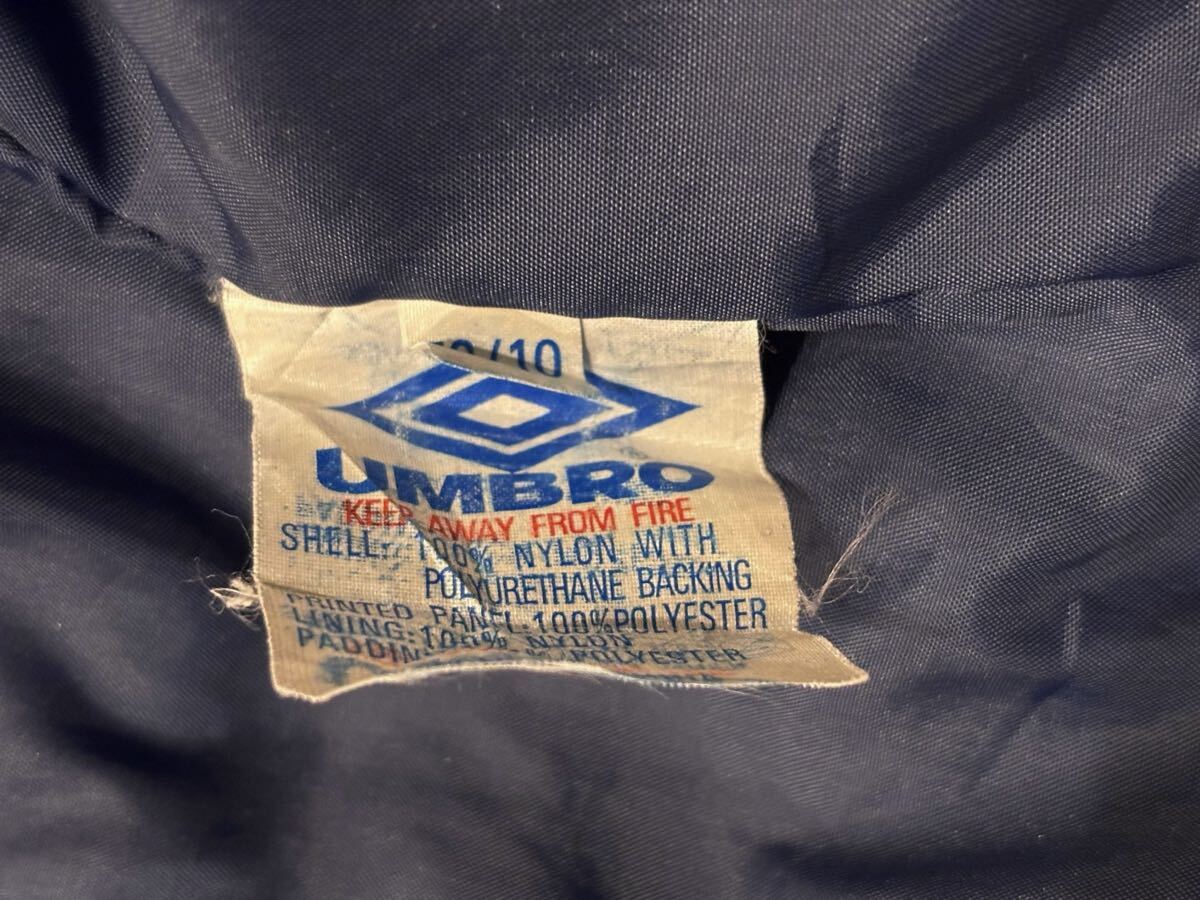 /10
UMBRO
KEEP AWAY FROM FIRE
SHELL: 100% NYLON WITH
POLYURETHANE BACKING
PRINTED PANEL:100%POLYESTER
LINING:100% NYLON
PADDIN % POLYESTER